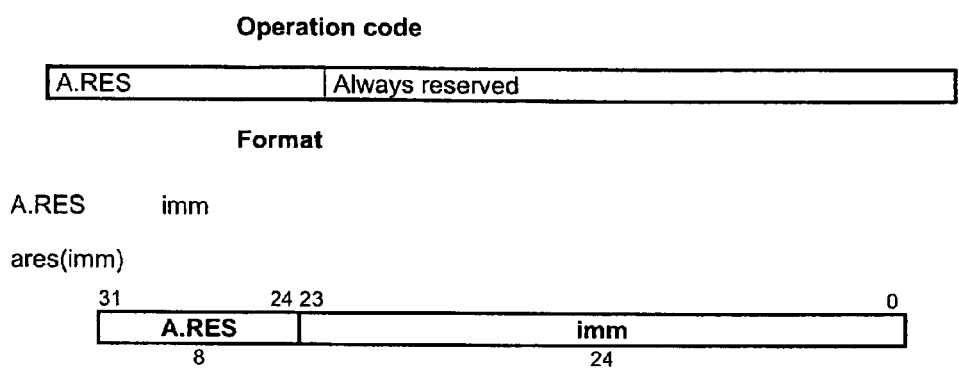 Operation code
A.RES Always reserved
Format
A.RES imm
ares(imm)
31 24 23 0
A.RES imm
8 24